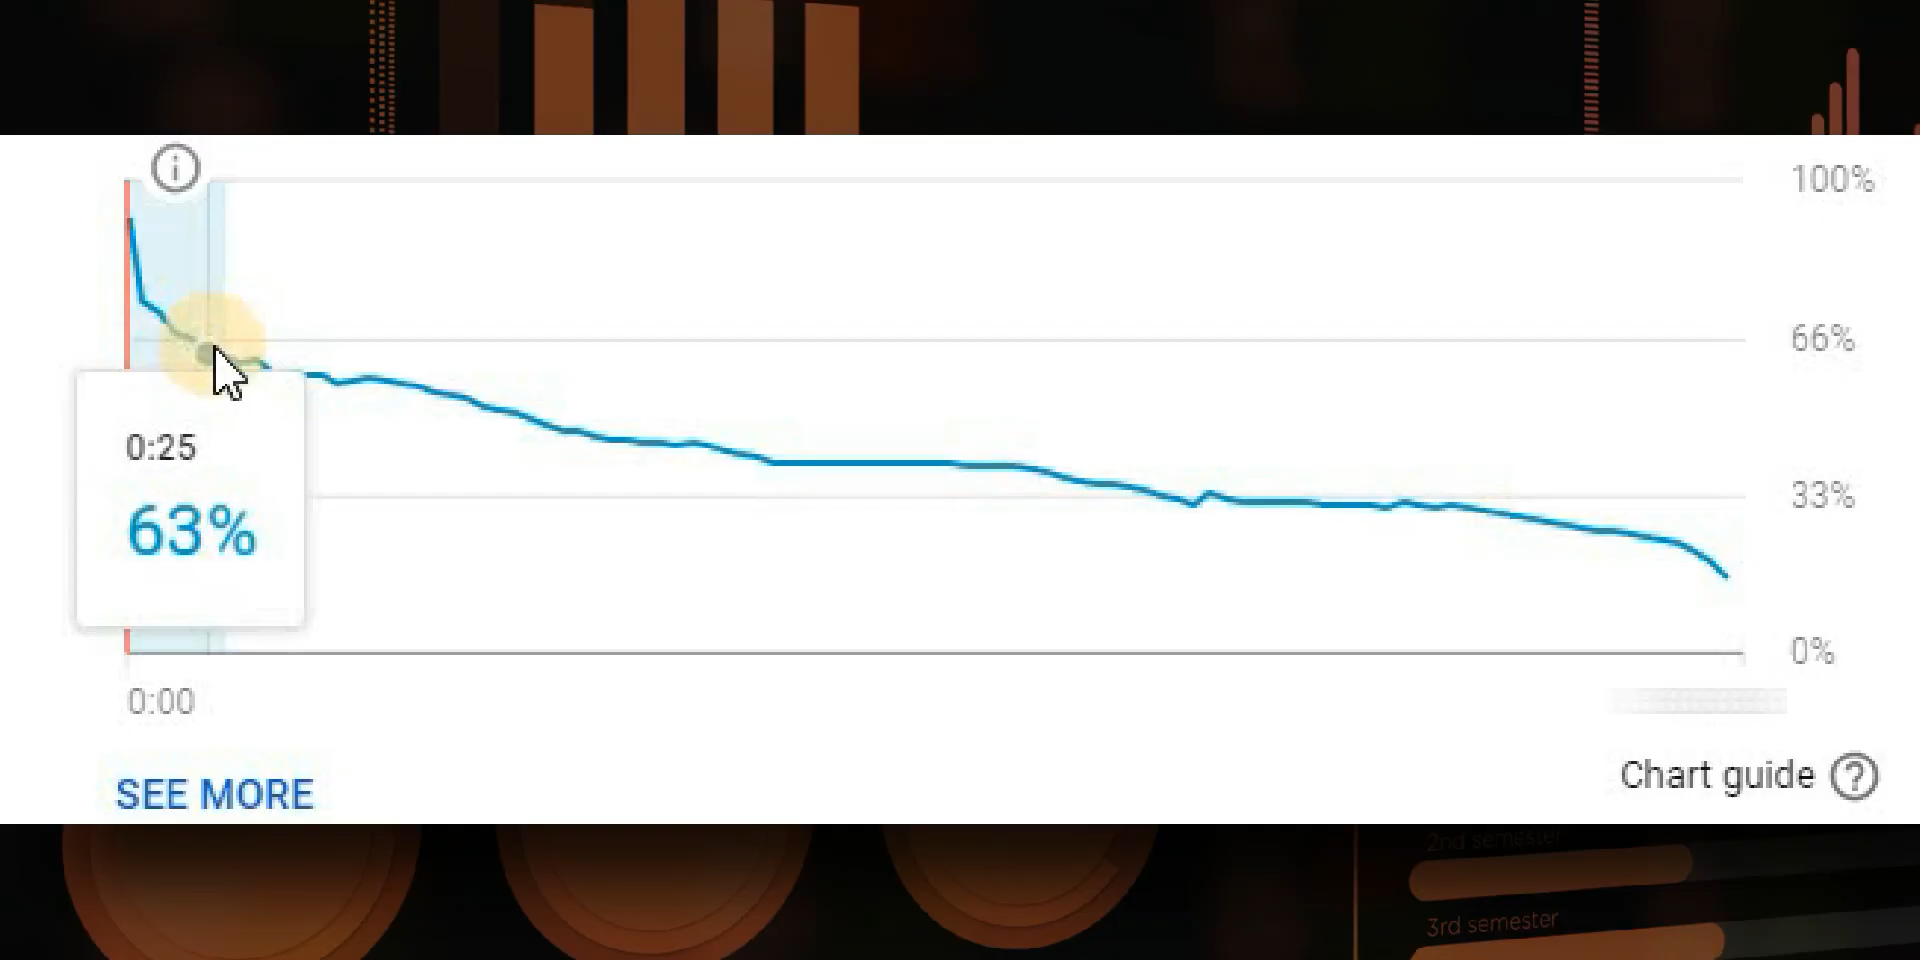 100%
66%
0:25
63%
33%
0%
0:00
SEE MORE
Chart guide
2nd semester
3rd semester